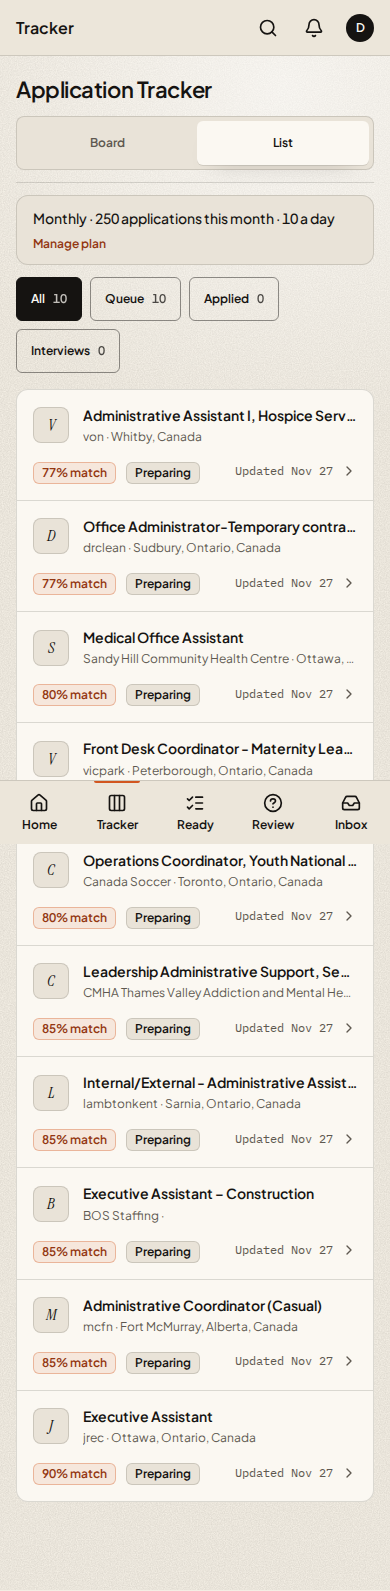 Tracker
D
Application Tracker
Board
List
Monthly · 250 applications this month · 10 a day
Manage plan
All 10
Queue 10
Applied 0
Interviews 0
V
Administrative Assistant I, Hospice Serv…
von · Whitby, Canada
77% match
Preparing
Updated Nov 27
D
Office Administrator-Temporary contra…
drclean · Sudbury, Ontario, Canada
77% match
Preparing
Updated Nov 27
S
Medical Office Assistant
Sandy Hill Community Health Centre · Ottawa, …
80% match
Preparing
Updated Nov 27
V
Front Desk Coordinator - Maternity Lea…
vicpark · Peterborough, Ontario, Canada
Home
Tracker
Ready
Review
Inbox
C
Operations Coordinator, Youth National …
Canada Soccer · Toronto, Ontario, Canada
80% match
Preparing
Updated Nov 27
C
Leadership Administrative Support, Se…
CMHA Thames Valley Addiction and Mental He…
85% match
Preparing
Updated Nov 27
L
Internal/External - Administrative Assist…
lambtonkent · Sarnia, Ontario, Canada
85% match
Preparing
Updated Nov 27
B
Executive Assistant – Construction
BOS Staffing ·
85% match
Preparing
Updated Nov 27
M
Administrative Coordinator (Casual)
mcfn · Fort McMurray, Alberta, Canada
85% match
Preparing
Updated Nov 27
J
Executive Assistant
jrec · Ottawa, Ontario, Canada
90% match
Preparing
Updated Nov 27